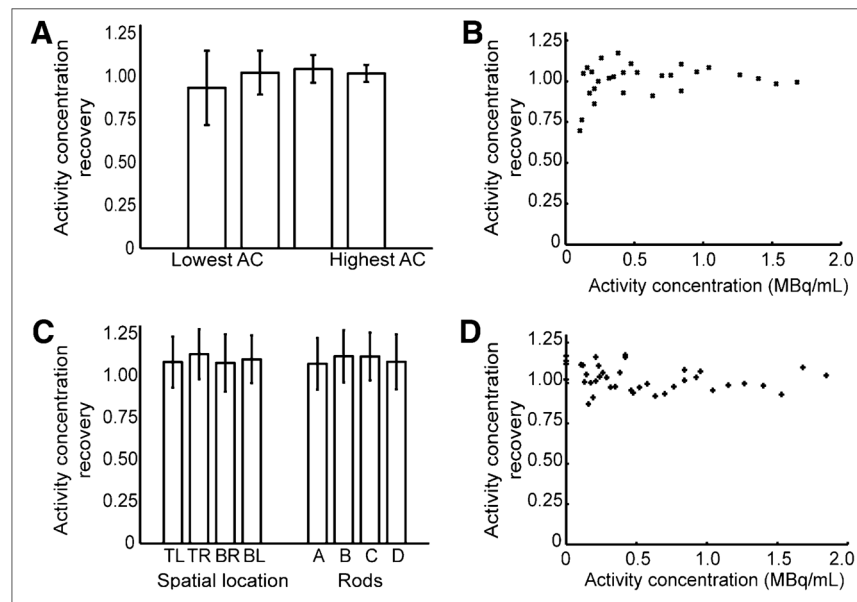 A
Activity concentration
recovery
1.25
1.00
0.75
0.50
0.25
0
Lowest AC Highest AC
B
Activity concentration
recovery
1.25
1.00
0.75
0.50
0.25
0
0 0.5 1.0 1.5 2.0
Activity concentration (MBq/mL)
C
Activity concentration
recovery
1.25
1.00
0.75
0.50
0.25
0
TL TR BR BL A B C D
Spatial location Rods
D
Activity concentration
recovery
1.25
1.00
0.75
0.50
0.25
0
0 1.0 1.5 2.0
Activity concentration (MBq/mL)